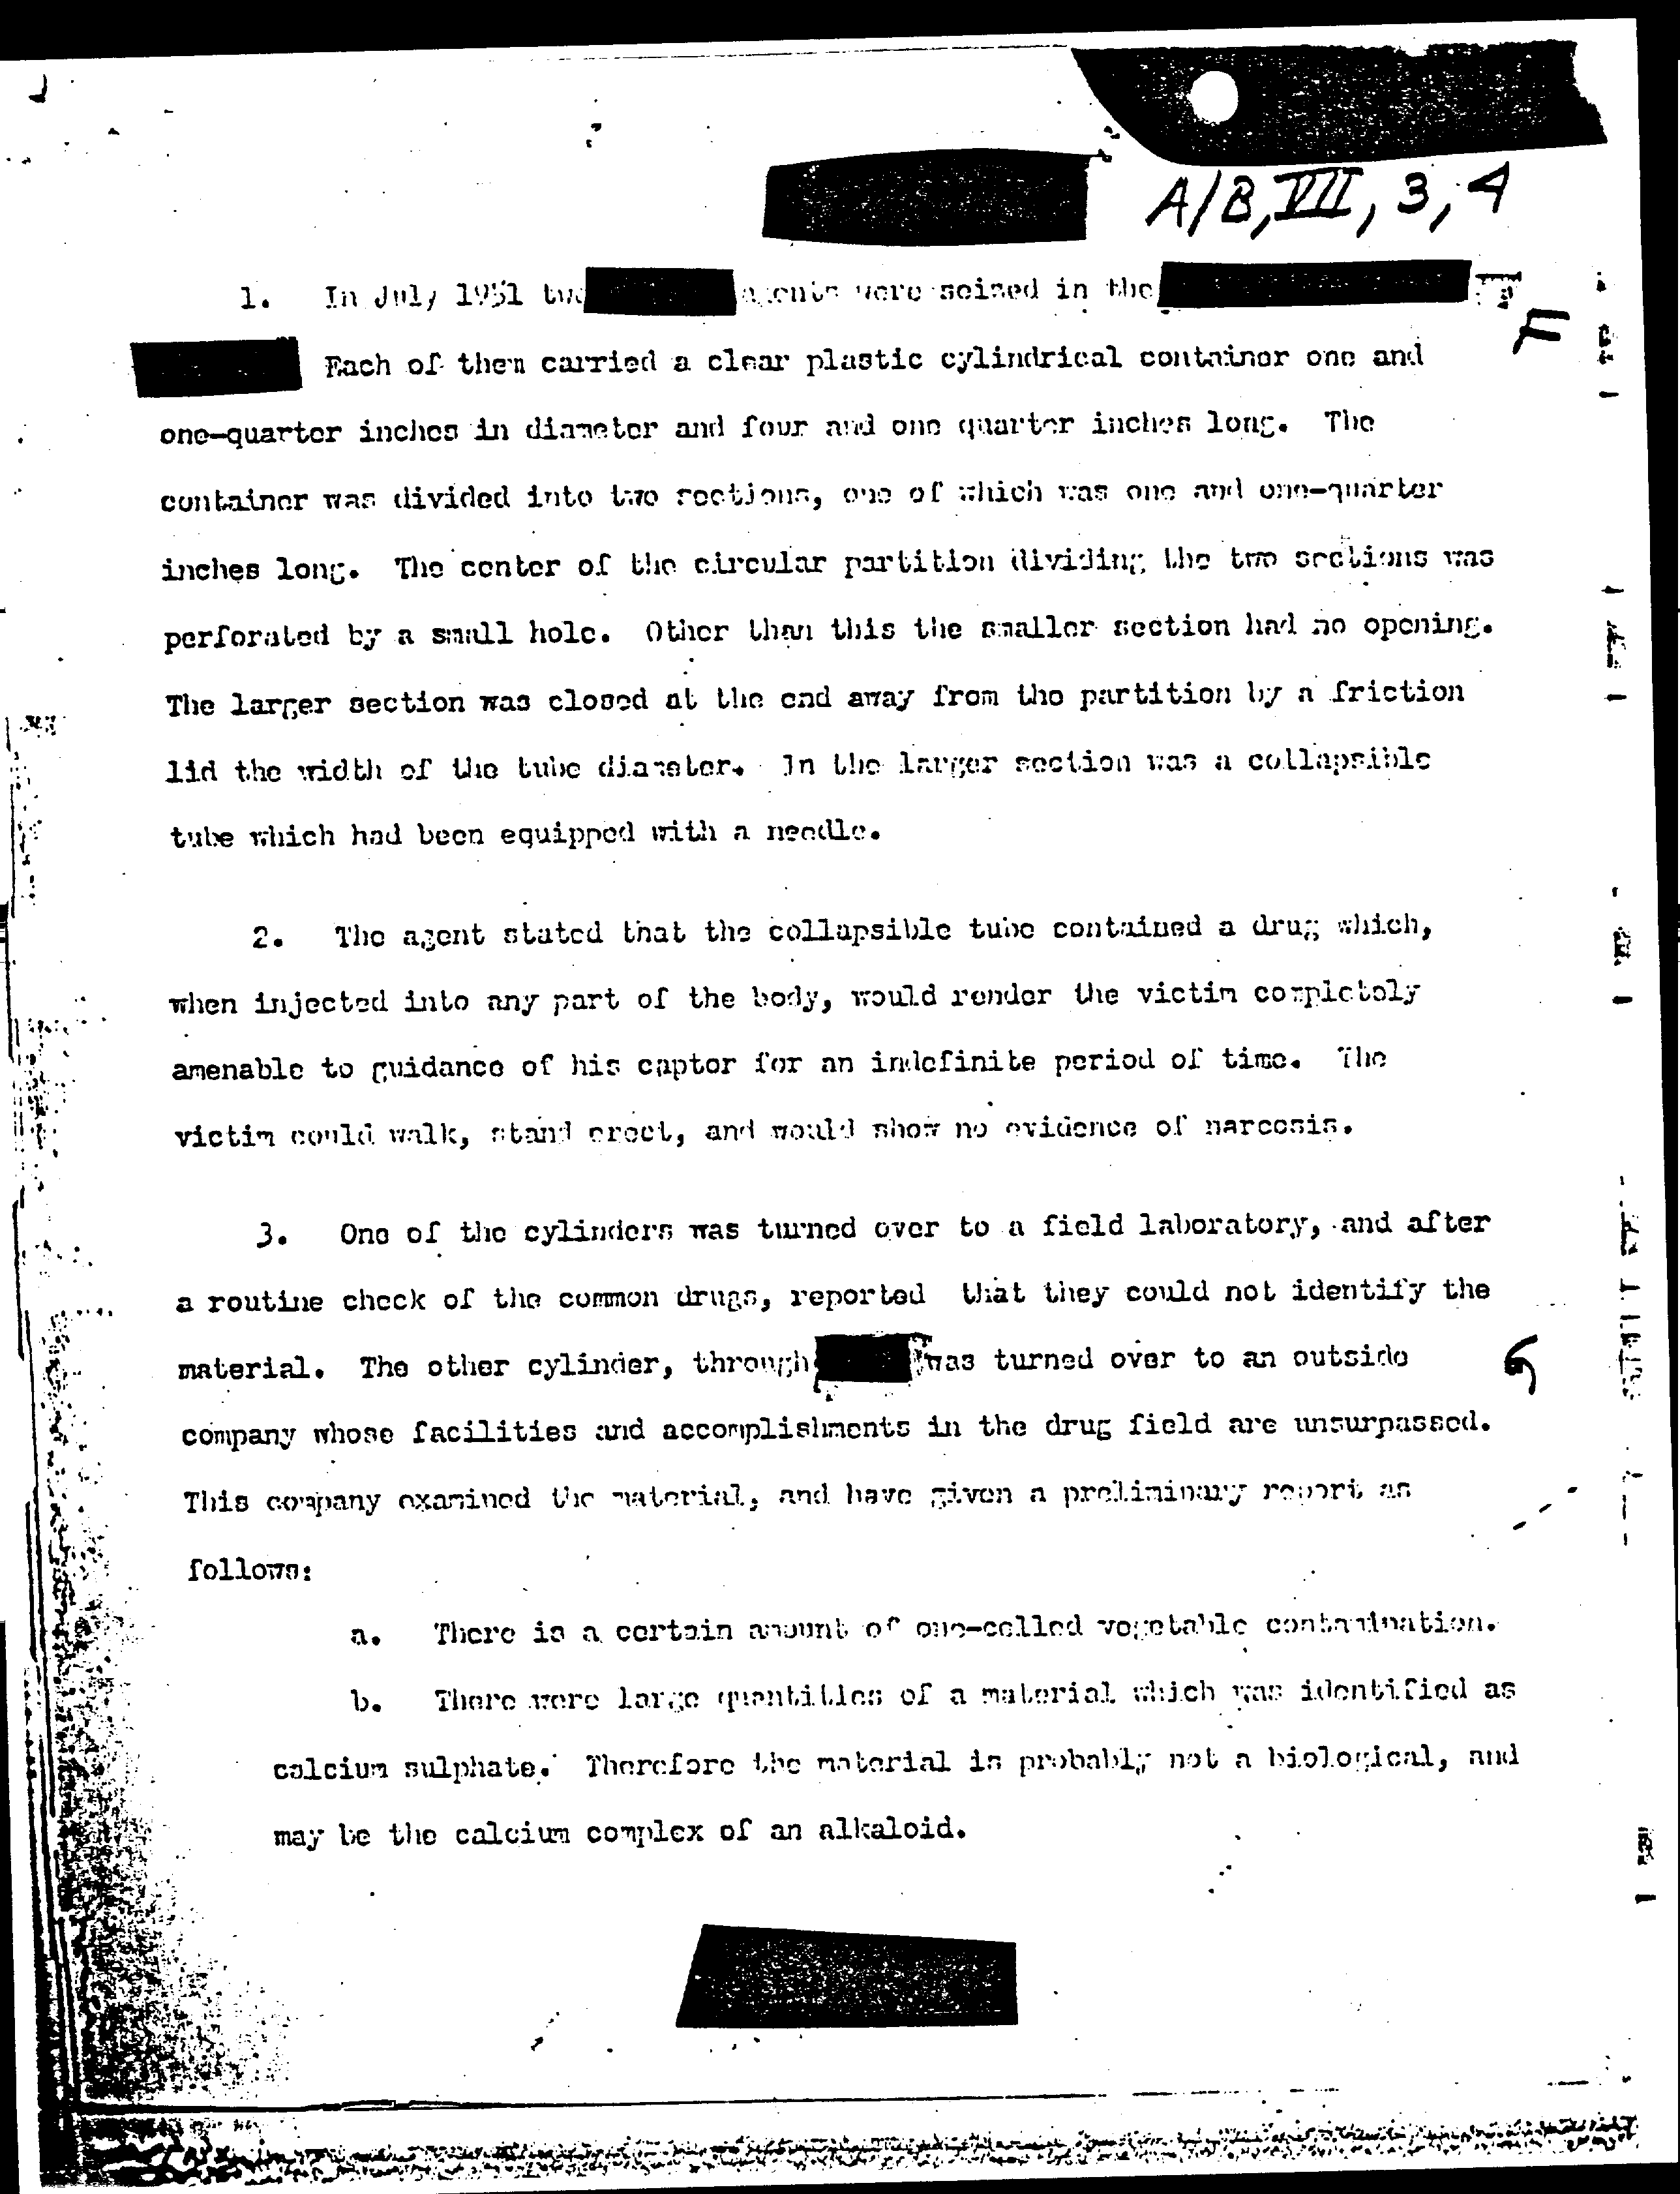 A/B, VII, 3, 4
1. In July 1951 two agents were seized in the
F
Each of them carried a clear plastic cylindrical container one and
one-quarter inches in diameter and four and one quarter inches long. The
container was divided into two sections, one of which was one and one-quarter
inches long. The center of the circular partition dividing the two sections was
perforated by a small hole. Other than this the smaller section had no opening.
The larger section was closed at the end away from the partition by a friction
lid the width of the tube diameter. In the larger section was a collapsible
tube which had been equipped with a needle.
2. The agent stated that the collapsible tube contained a drug which,
when injected into any part of the body, would render the victim completely
amenable to guidance of his captor for an indefinite period of time. The
victim could walk, stand erect, and would show no evidence of narcosis.
3. One of the cylinders was turned over to a field laboratory, and after
a routine check of the common drugs, reported that they could not identify the
material. The other cylinder, through was turned over to an outside
G
company whose facilities and accomplishments in the drug field are unsurpassed.
This company examined the material, and have given a preliminary report as
follows:
a. There is a certain amount of one-celled vegetable contamination.
b. There were large quantities of a material which was identified as
calcium sulphate. Therefore the material is probably not a biological, and
may be the calcium complex of an alkaloid.